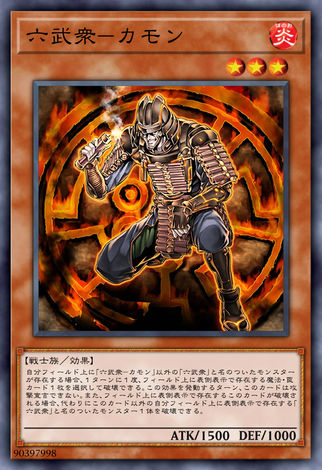 六武衆－カモン
炎
ほのお
[戦士族／効果]
自分フィールド上に「六武衆－カモン」以外の「六武衆」と名のついたモンスター
が存在する場合、1ターンに1度、フィールド上に表側表示で存在する魔法・罠
カード1枚を選択して破壊できる。この効果を発動するターン、このカードは攻
撃宣言できない。また、フィールド上に表側表示で存在するこのカードが破壊さ
れる場合、代わりにこのカード以外の自分フィールド上に表側表示で存在する「
六武衆」と名のついたモンスター1体を破壊できる。
ATK/1500 DEF/1000
90397998